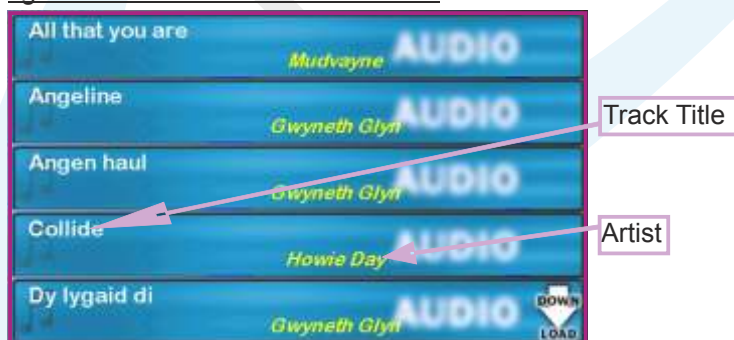 All that you are
Mudvayne AUDIO
Angeline
Gwyneth Glyn AUDIO
Angen haul
Gwyneth Glyn AUDIO
Collide
Howie Day AUDIO
Dy lygaid di
Gwyneth Glyn AUDIO
DOWN
LOAD
Track Title
Artist